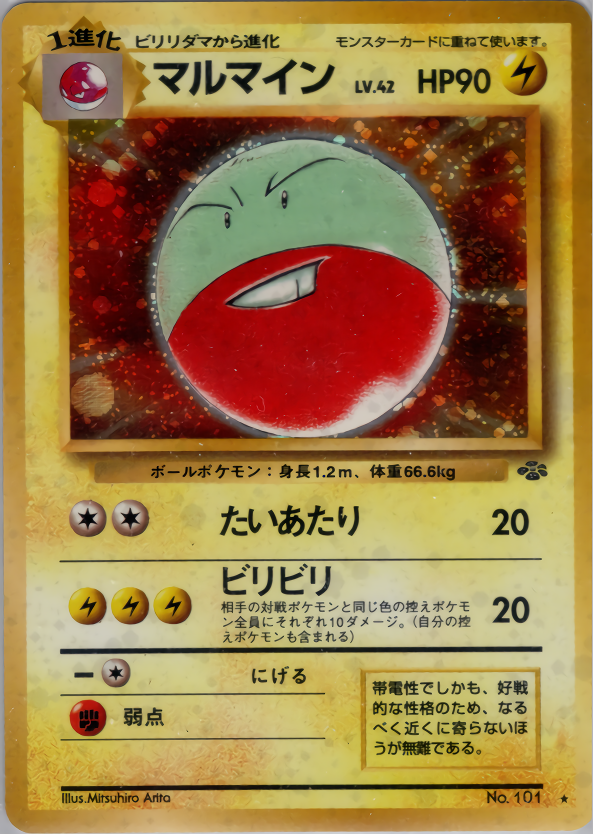 1進化 ビリリダマから進化 モンスターカードに重ねて使います。
マルマイン LV.42 HP90
ボールポケモン：身長1.2m、体重66.6kg
たいあたり 20
ビリビリ 20
相手の対戦ポケモンと同じ色の控えポケモ
ン全員にそれぞれ10ダメージ。（自分の控
えポケモンも含まれる）
− にげる
弱点
帯電性でしかも、好戦
的な性格のため、なる
べく近くに寄らないほ
うが無難である。
Illus.Mitsuhiro Arita No. 101 ★